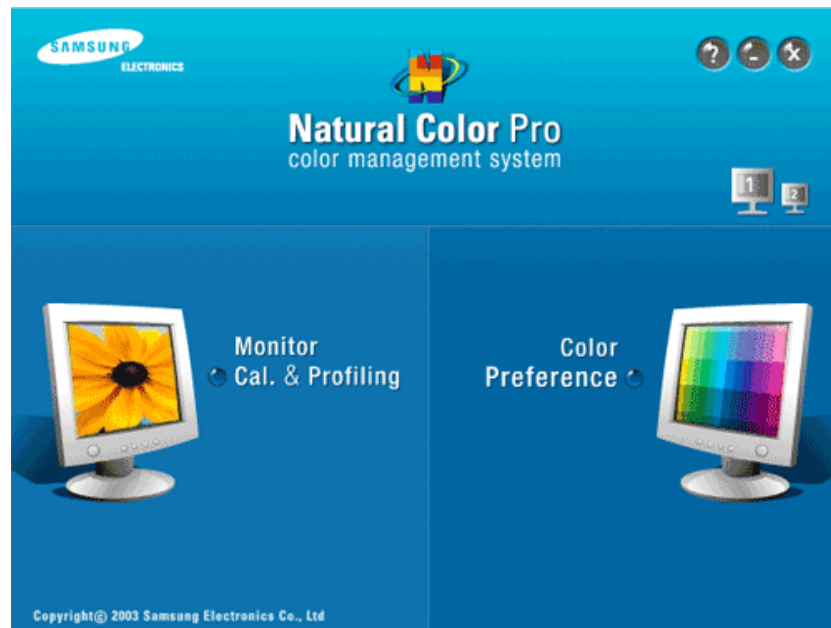 SAMSUNG
ELECTRONICS
N
Natural Color Pro
color management system
? - x
1 2
Monitor
Cal. & Profiling
Color
Preference
Copyright© 2003 Samsung Electronics Co., Ltd